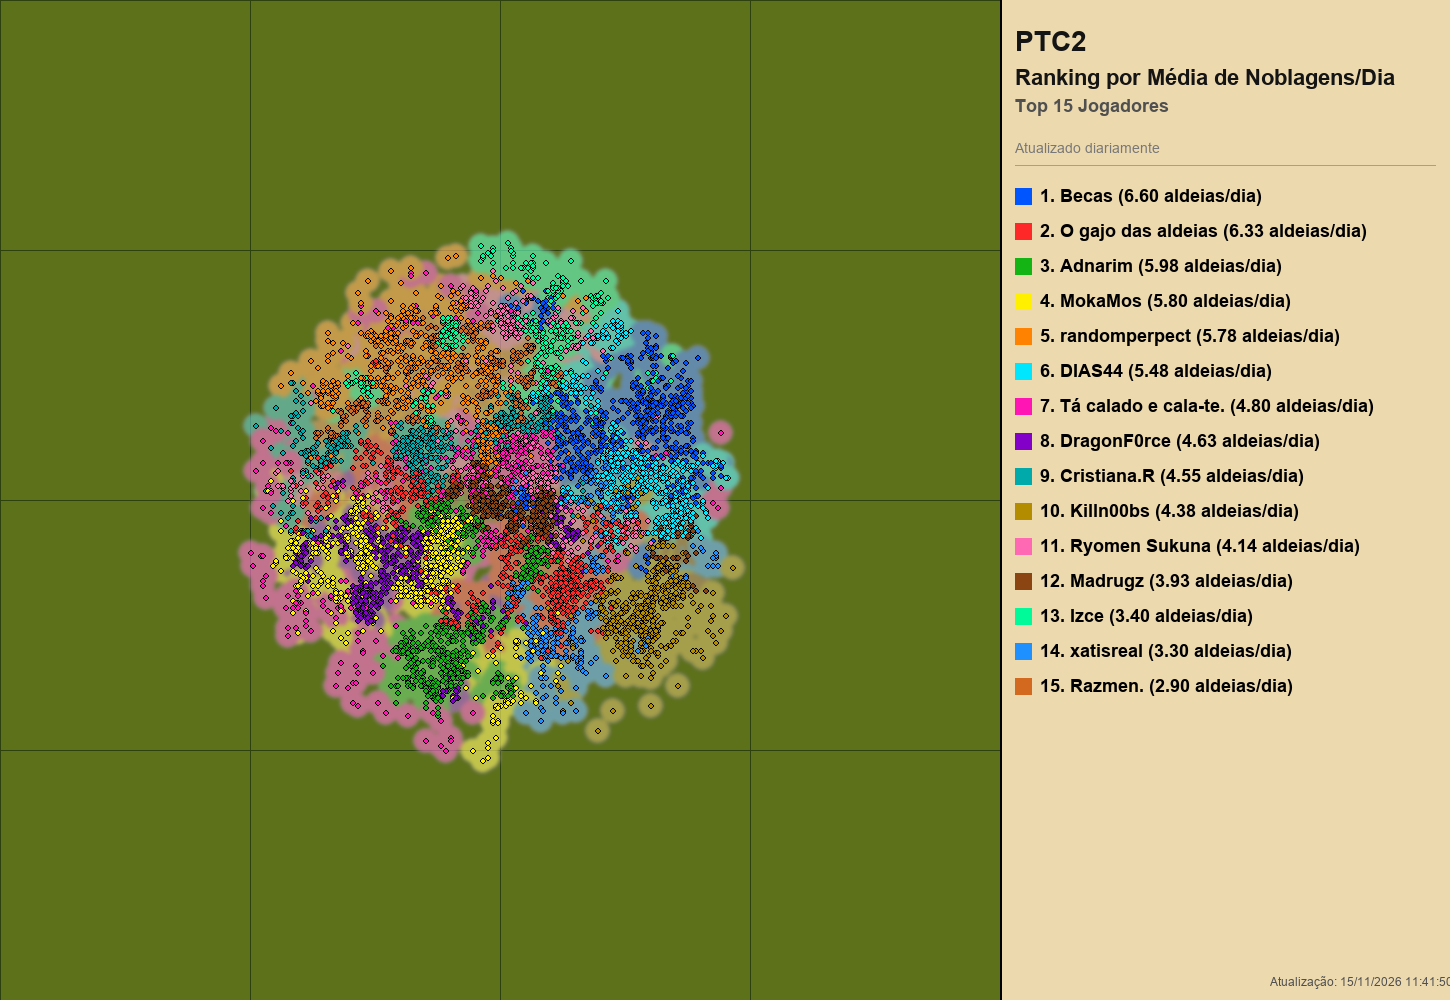 PTC2
Ranking por Média de Noblagens/Dia
Top 15 Jogadores
Atualizado diariamente
1. Becas (6.60 aldeias/dia)
2. O gajo das aldeias (6.33 aldeias/dia)
3. Adnarim (5.98 aldeias/dia)
4. MokaMos (5.80 aldeias/dia)
5. randomperpect (5.78 aldeias/dia)
6. DIAS44 (5.48 aldeias/dia)
7. Tá calado e cala-te. (4.80 aldeias/dia)
8. DragonF0rce (4.63 aldeias/dia)
9. Cristiana.R (4.55 aldeias/dia)
10. Killn00bs (4.38 aldeias/dia)
11. Ryomen Sukuna (4.14 aldeias/dia)
12. Madrugz (3.93 aldeias/dia)
13. Izce (3.40 aldeias/dia)
14. xatisreal (3.30 aldeias/dia)
15. Razmen. (2.90 aldeias/dia)
Atualização: 15/11/2026 11:41:50